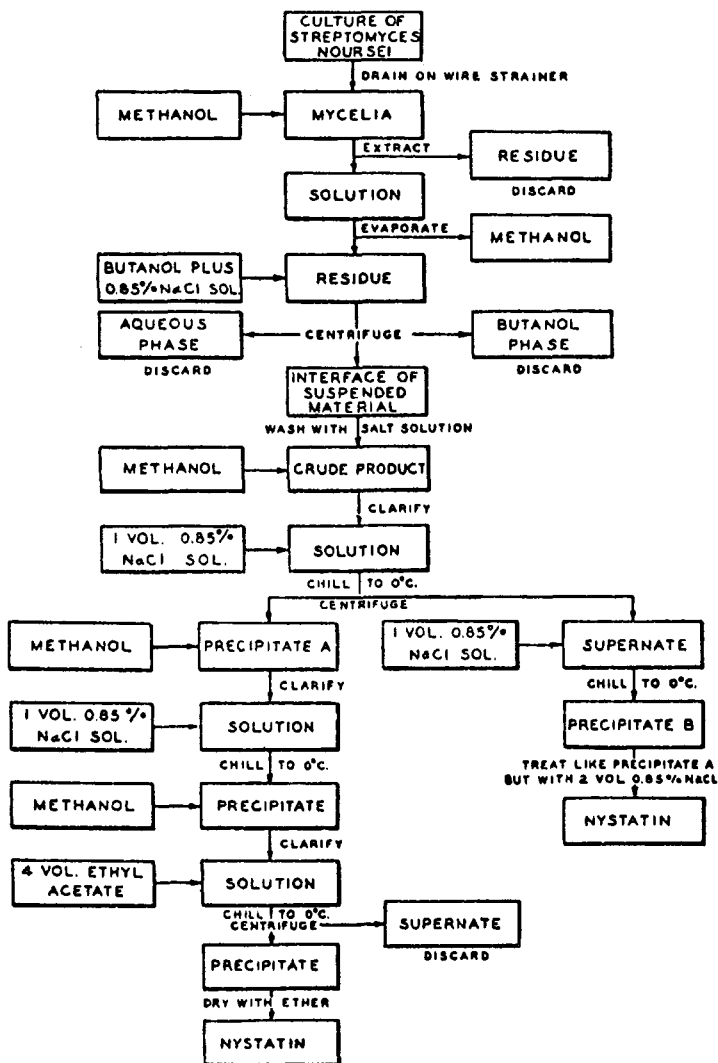 CULTURE OF
STREPTOMYCES
NOURSEI
DRAIN ON WIRE STRAINER
METHANOL
MYCELIA
EXTRACT
RESIDUE
DISCARD
SOLUTION
EVAPORATE
METHANOL
BUTANOL PLUS
0.85% NaCl SOL.
RESIDUE
AQUEOUS
PHASE
DISCARD
CENTRIFUGE
BUTANOL
PHASE
DISCARD
INTERFACE OF
SUSPENDED
MATERIAL
WASH WITH SALT SOLUTION
METHANOL
CRUDE PRODUCT
CLARIFY
1 VOL. 0.85%
NaCl SOL.
SOLUTION
CHILL TO 0°C.
CENTRIFUGE
METHANOL
PRECIPITATE A
CLARIFY
1 VOL. 0.85%
NaCl SOL.
SOLUTION
CHILL TO 0°C.
METHANOL
PRECIPITATE
CLARIFY
4 VOL. ETHYL
ACETATE
SOLUTION
CHILL TO 0°C.
CENTRIFUGE
SUPERNATE
DISCARD
PRECIPITATE
DRY WITH ETHER
NYSTATIN
1 VOL. 0.85%
NaCl SOL.
SUPERNATE
CHILL TO 0°C.
PRECIPITATE B
TREAT LIKE PRECIPITATE A
BUT WITH 2 VOL 0.85% NaCl
NYSTATIN